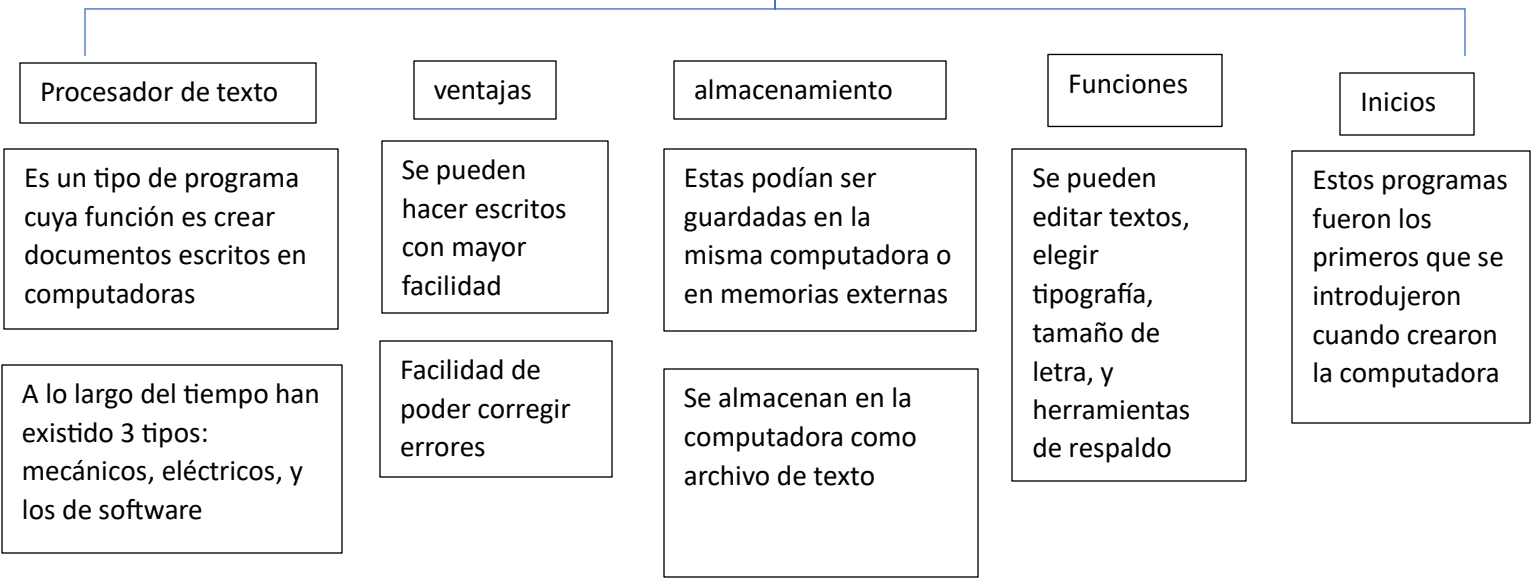 Procesador de texto
Es un tipo de programa
cuya función es crear
documentos escritos en
computadoras
A lo largo del tiempo han
existido 3 tipos:
mecánicos, eléctricos, y
los de software
ventajas
Se pueden
hacer escritos
con mayor
facilidad
Facilidad de
poder corregir
errores
almacenamiento
Estas podían ser
guardadas en la
misma computadora o
en memorias externas
Se almacenan en la
computadora como
archivo de texto
Funciones
Se pueden
editar textos,
elegir
tipografía,
tamaño de
letra, y
herramientas
de respaldo
Inicios
Estos programas
fueron los
primeros que se
introdujeron
cuando crearon
la computadora